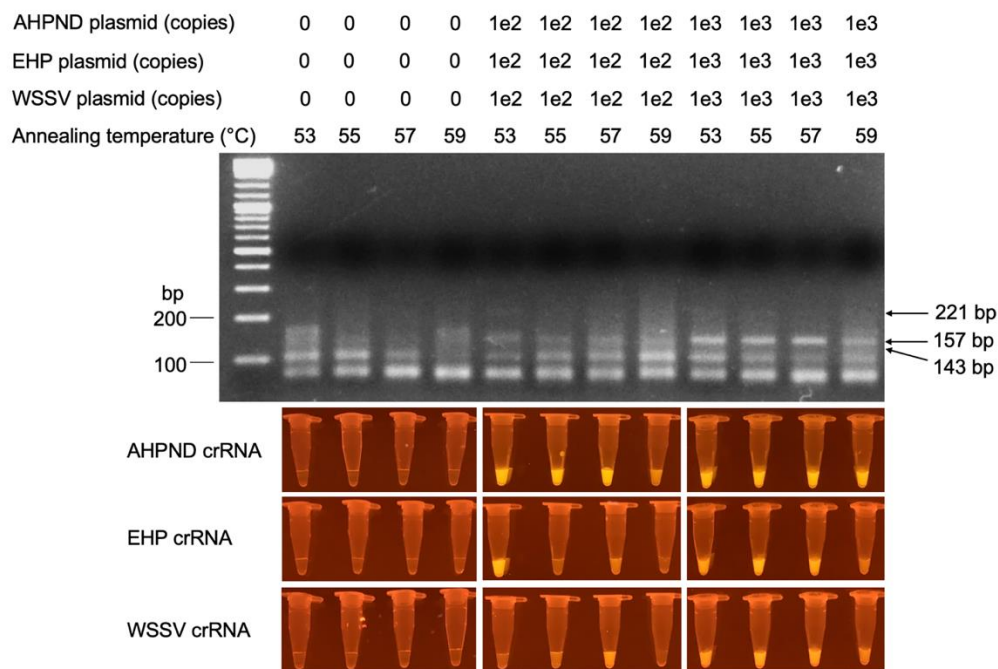 AHPND plasmid (copies) 0 0 0 0 1e2 1e2 1e2 1e2 1e3 1e3 1e3 1e3
EHP plasmid (copies) 0 0 0 0 1e2 1e2 1e2 1e2 1e3 1e3 1e3 1e3
WSSV plasmid (copies) 0 0 0 0 1e2 1e2 1e2 1e2 1e3 1e3 1e3 1e3
Annealing temperature (°C) 53 55 57 59 53 55 57 59 53 55 57 59
bp
200
100
221 bp
157 bp
143 bp
AHPND crRNA
EHP crRNA
WSSV crRNA